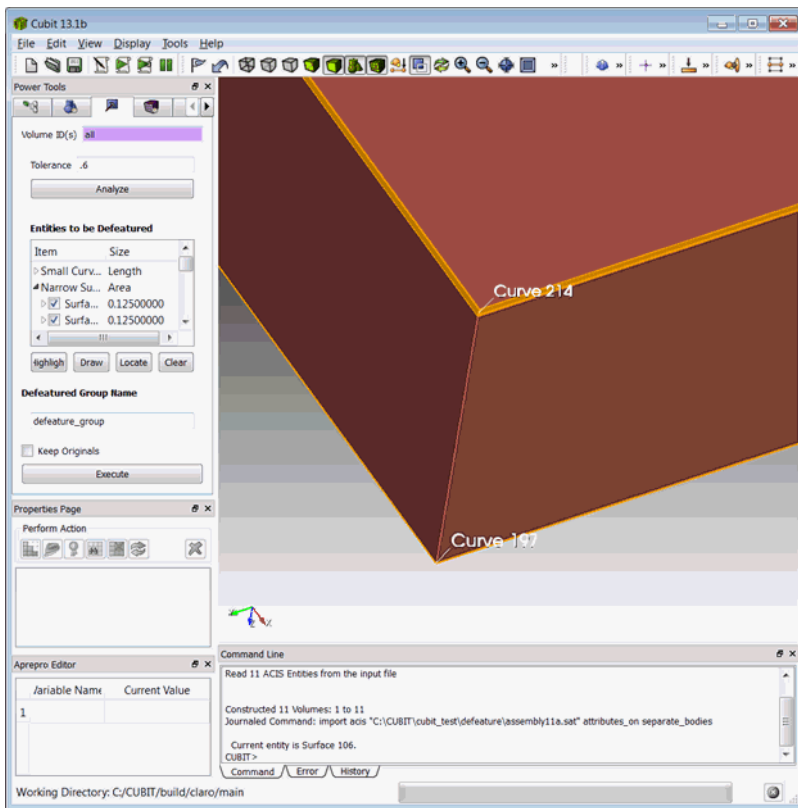 Cubit 13.1b
File Edit View Display Tools Help
» » » » »
Power Tools
Volume ID(s) all
Tolerance .6
Analyze
Entities to be Defeatured
Item Size
Small Curv... Length
Narrow Su... Area
Surfa... 0.12500000
Surfa... 0.12500000
Highligh Draw Locate Clear
Defeatured Group Name
defeature_group
Keep Originals
Execute
Curve 214
Curve 197
Properties Page
Perform Action
Aprepro Editor
Variable Name Current Value
1
Command Line
Read 11 ACIS Entities from the input file
Constructed 11 Volumes: 1 to 11
Journaled Command: import acis "C:\CUBIT\cubit_test\defeature\assembly11a.sat" attributes_on separate_bodies
Current entity is Surface 106.
CUBIT>
Command Error History
Working Directory: C:/CUBIT/build/claro/main